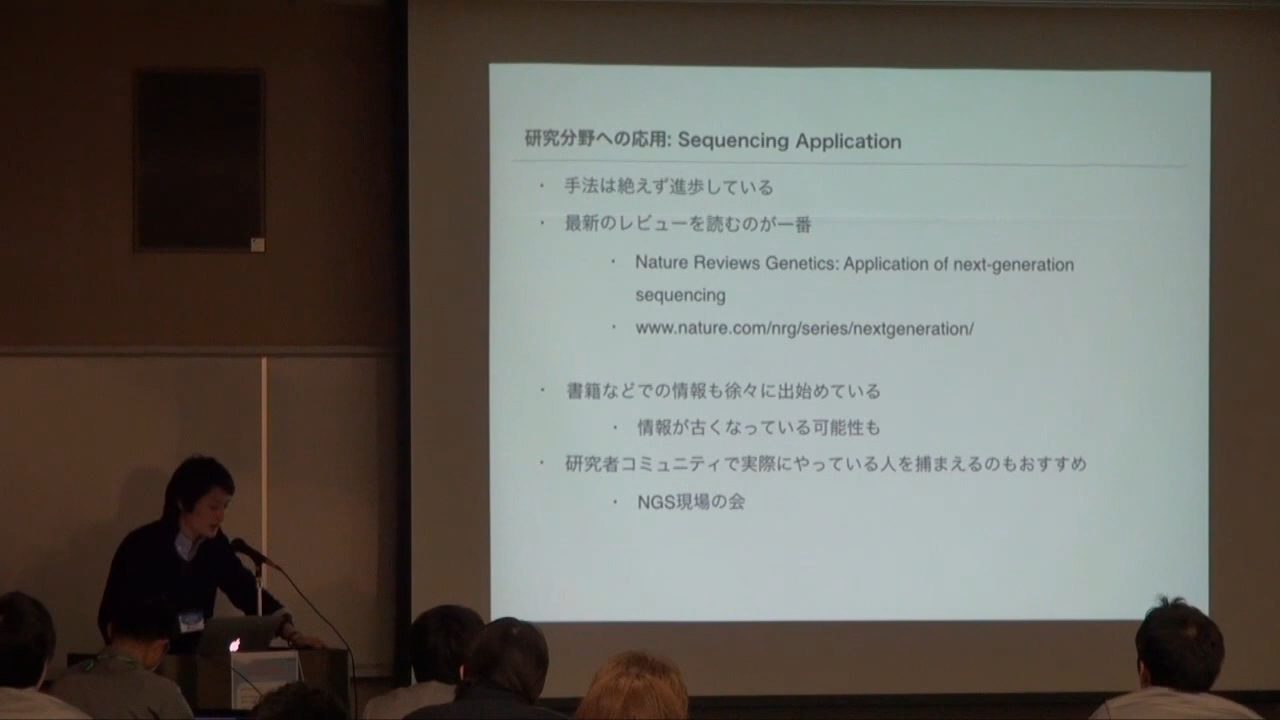 研究分野への応用: Sequencing Application
・ 手法は絶えず進歩している
・ 最新のレビューを読むのが一番
・ Nature Reviews Genetics: Application of next-generation
sequencing
・ www.nature.com/nrg/series/nextgeneration/
・ 書籍などでの情報も徐々に出始めている
・ 情報が古くなっている可能性も
・ 研究者コミュニティで実際にやっている人を捕まえるのもおすすめ
・ NGS現場の会